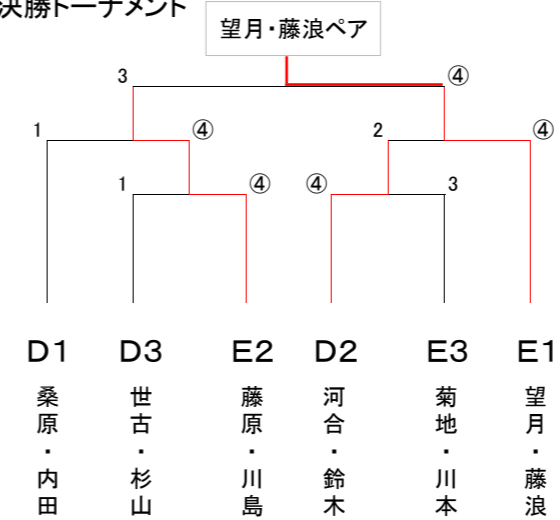 決勝トーナメント
望月・藤浪ペア
3 ④
1 ④ 2 ④
1 ④ ④ 3
D1 D3 E2 D2 E3 E1
桑原・内田
世古・杉山
藤原・川島
河合・鈴木
菊地・川本
望月・藤浪